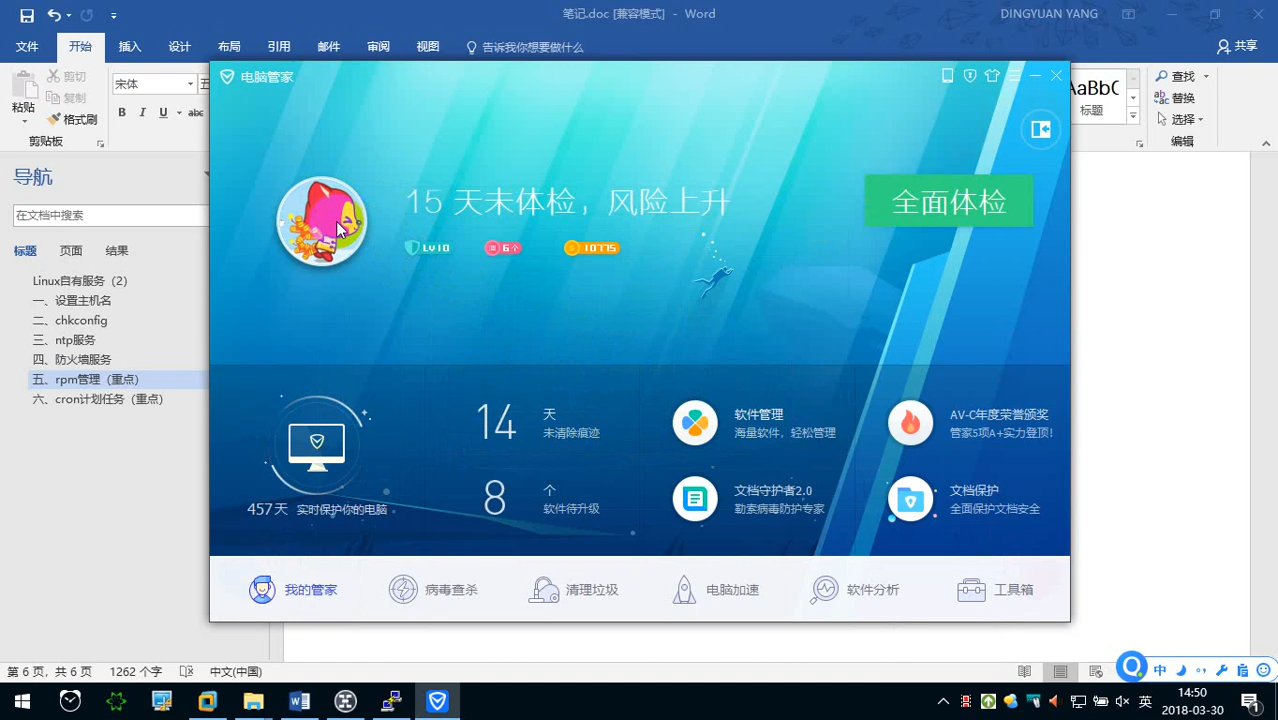 笔记.doc [兼容模式] - Word
DINGYUAN YANG
文件 开始 插入 设计 布局 引用 邮件 审阅 视图 告诉我你想要做什么 共享
剪切
复制
粘贴
格式刷
剪贴板
宋体 五
B I U abc
AaBbC
标题
查找
替换
选择
编辑
导航
在文档中搜索
标题 页面 结果
Linux自有服务（2）
一、设置主机名
二、chkconfig
三、ntp服务
四、防火墙服务
五、rpm管理（重点）
六、cron计划任务（重点）
电脑管家
15 天未体检，风险上升
全面体检
LV10 6个 10775
14 天
未清除痕迹
软件管理
海量软件，轻松管理
AV-C年度荣誉颁奖
管家5项A+实力登顶!
457天 实时保护你的电脑
8 个
软件待升级
文档守护者2.0
勒索病毒防护专家
文档保护
全面保护文档安全
我的管家 病毒查杀 清理垃圾 电脑加速 软件分析 工具箱
第 6 页，共 6 页 1262 个字 中文(中国)
中
英
14:50
2018-03-30
1